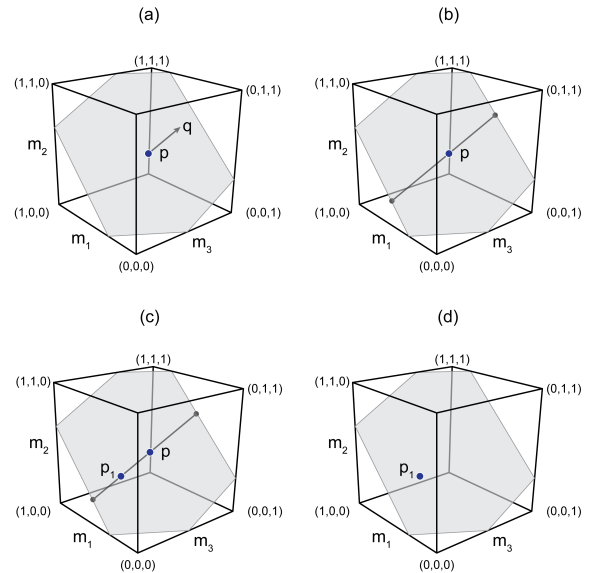 (a)
(1,1,1)
(1,1,0)
(0,1,1)
q
m2
p
(1,0,0)
(0,0,1)
m1
m3
(0,0,0)
(b)
(1,1,1)
(1,1,0)
(0,1,1)
m2
p
(1,0,0)
(0,0,1)
m1
m3
(0,0,0)
(c)
(1,1,1)
(1,1,0)
(0,1,1)
m2
p
p1
(1,0,0)
(0,0,1)
m1
m3
(0,0,0)
(d)
(1,1,1)
(1,1,0)
(0,1,1)
m2
p1
(1,0,0)
(0,0,1)
m1
m3
(0,0,0)